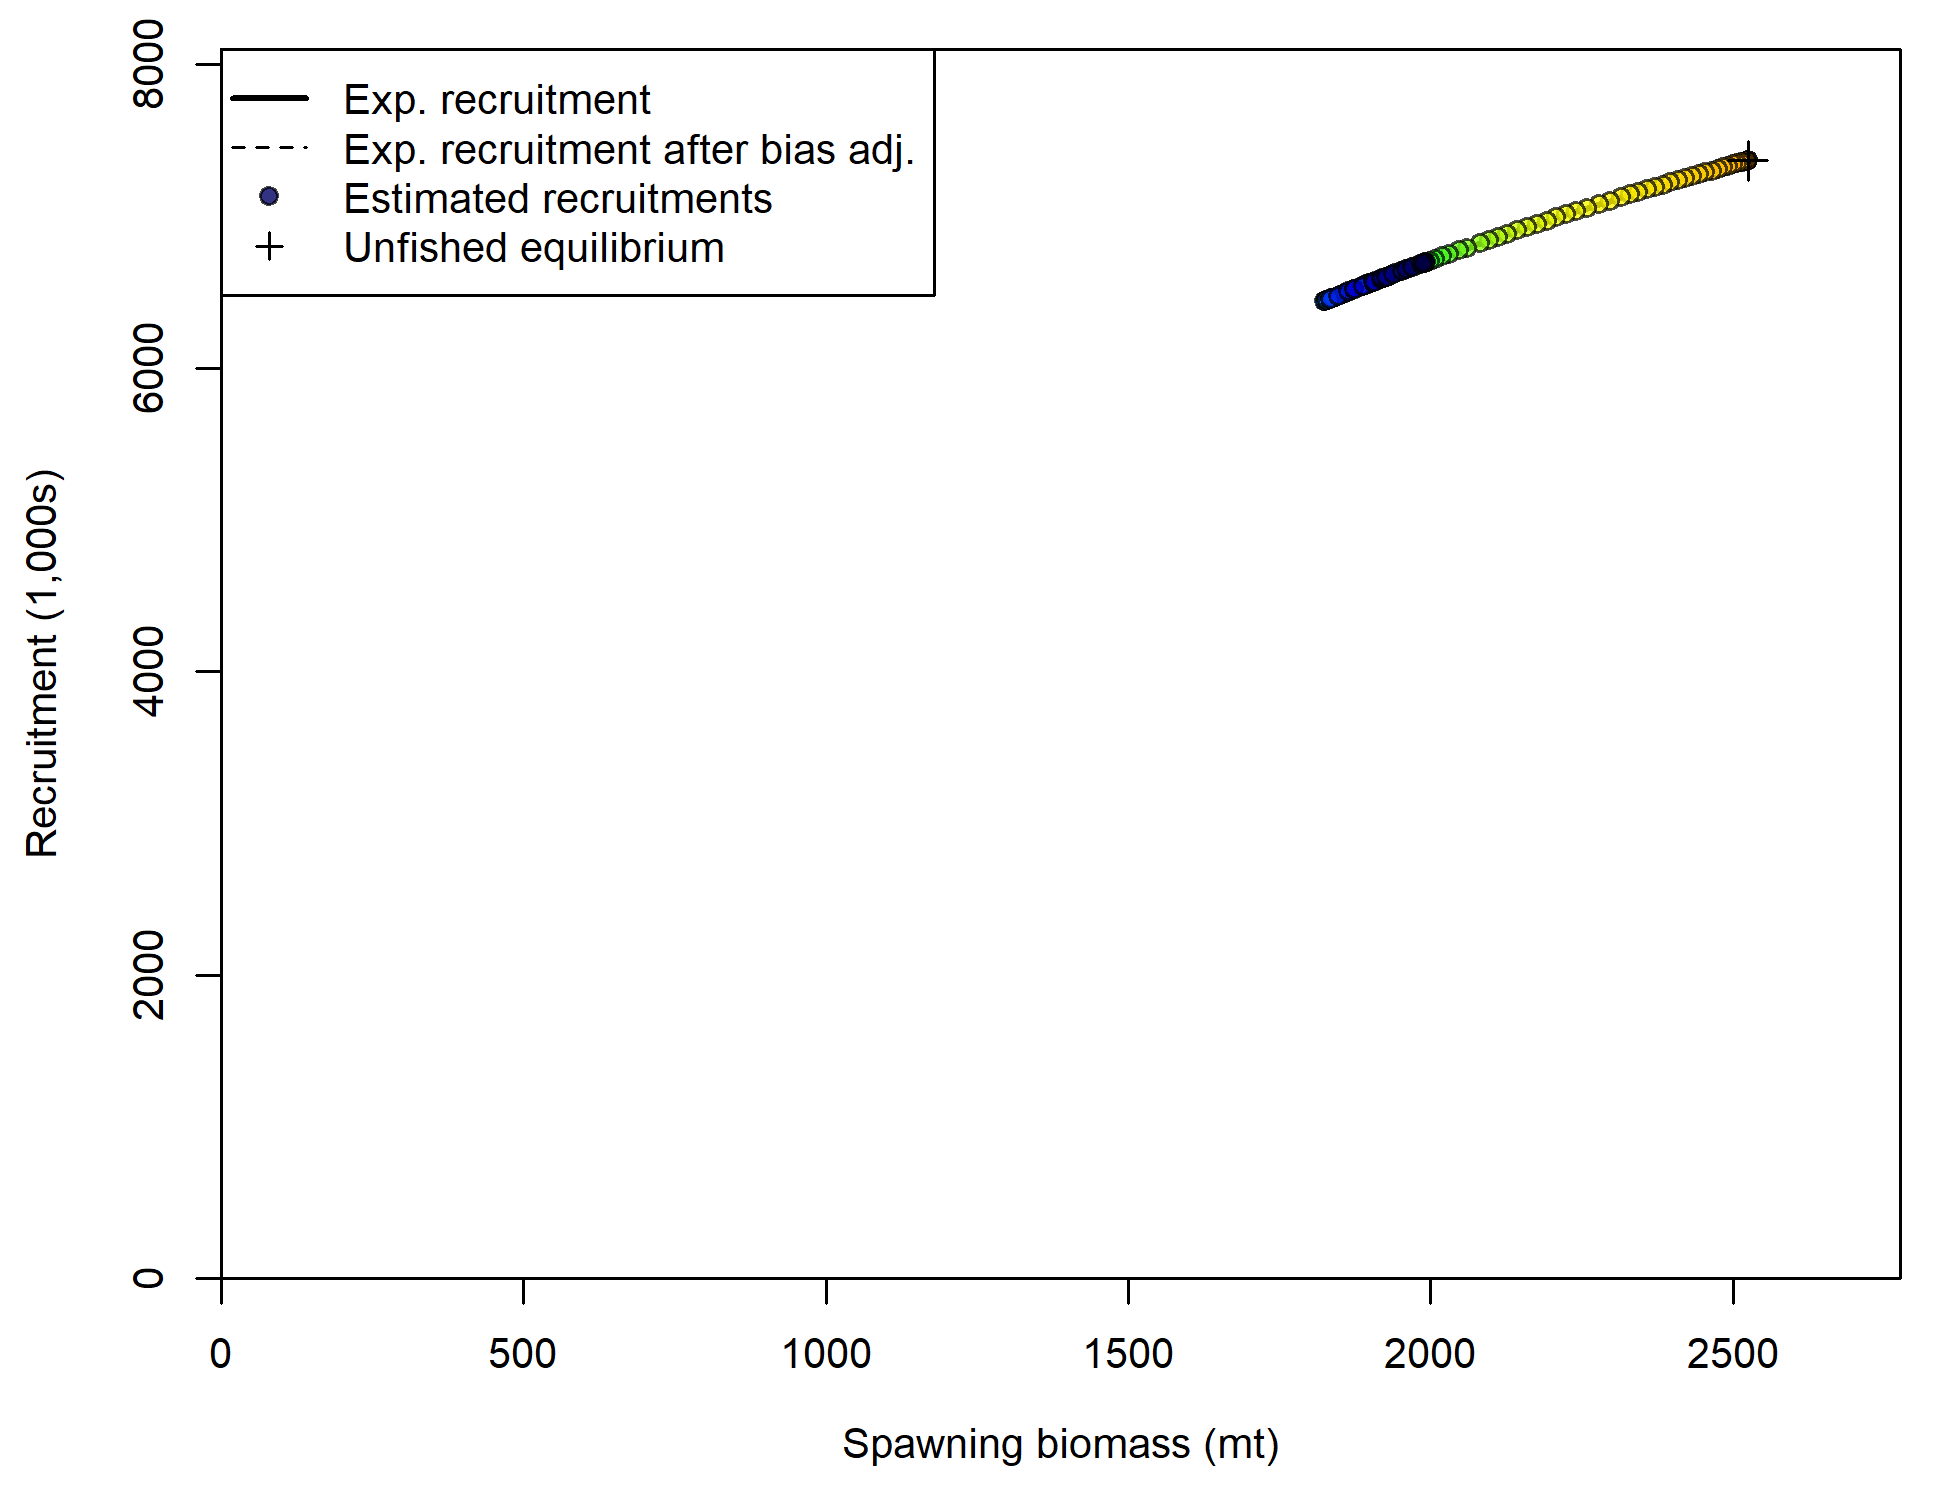 Exp. recruitment
Exp. recruitment after bias adj.
Estimated recruitments
Unfished equilibrium
8000
6000
4000
2000
0
Recruitment (1,000s)
0 500 1000 1500 2000 2500
Spawning biomass (mt)